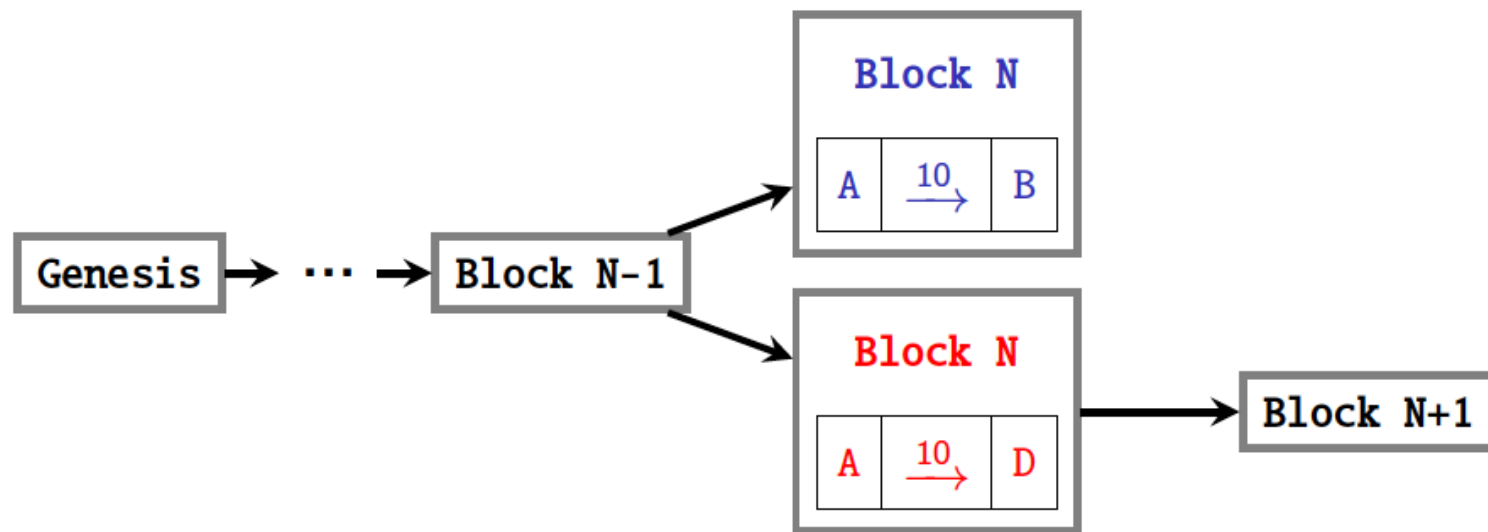 Genesis
...
Block N-1
Block N
A 10 B
Block N
A 10 D
Block N+1